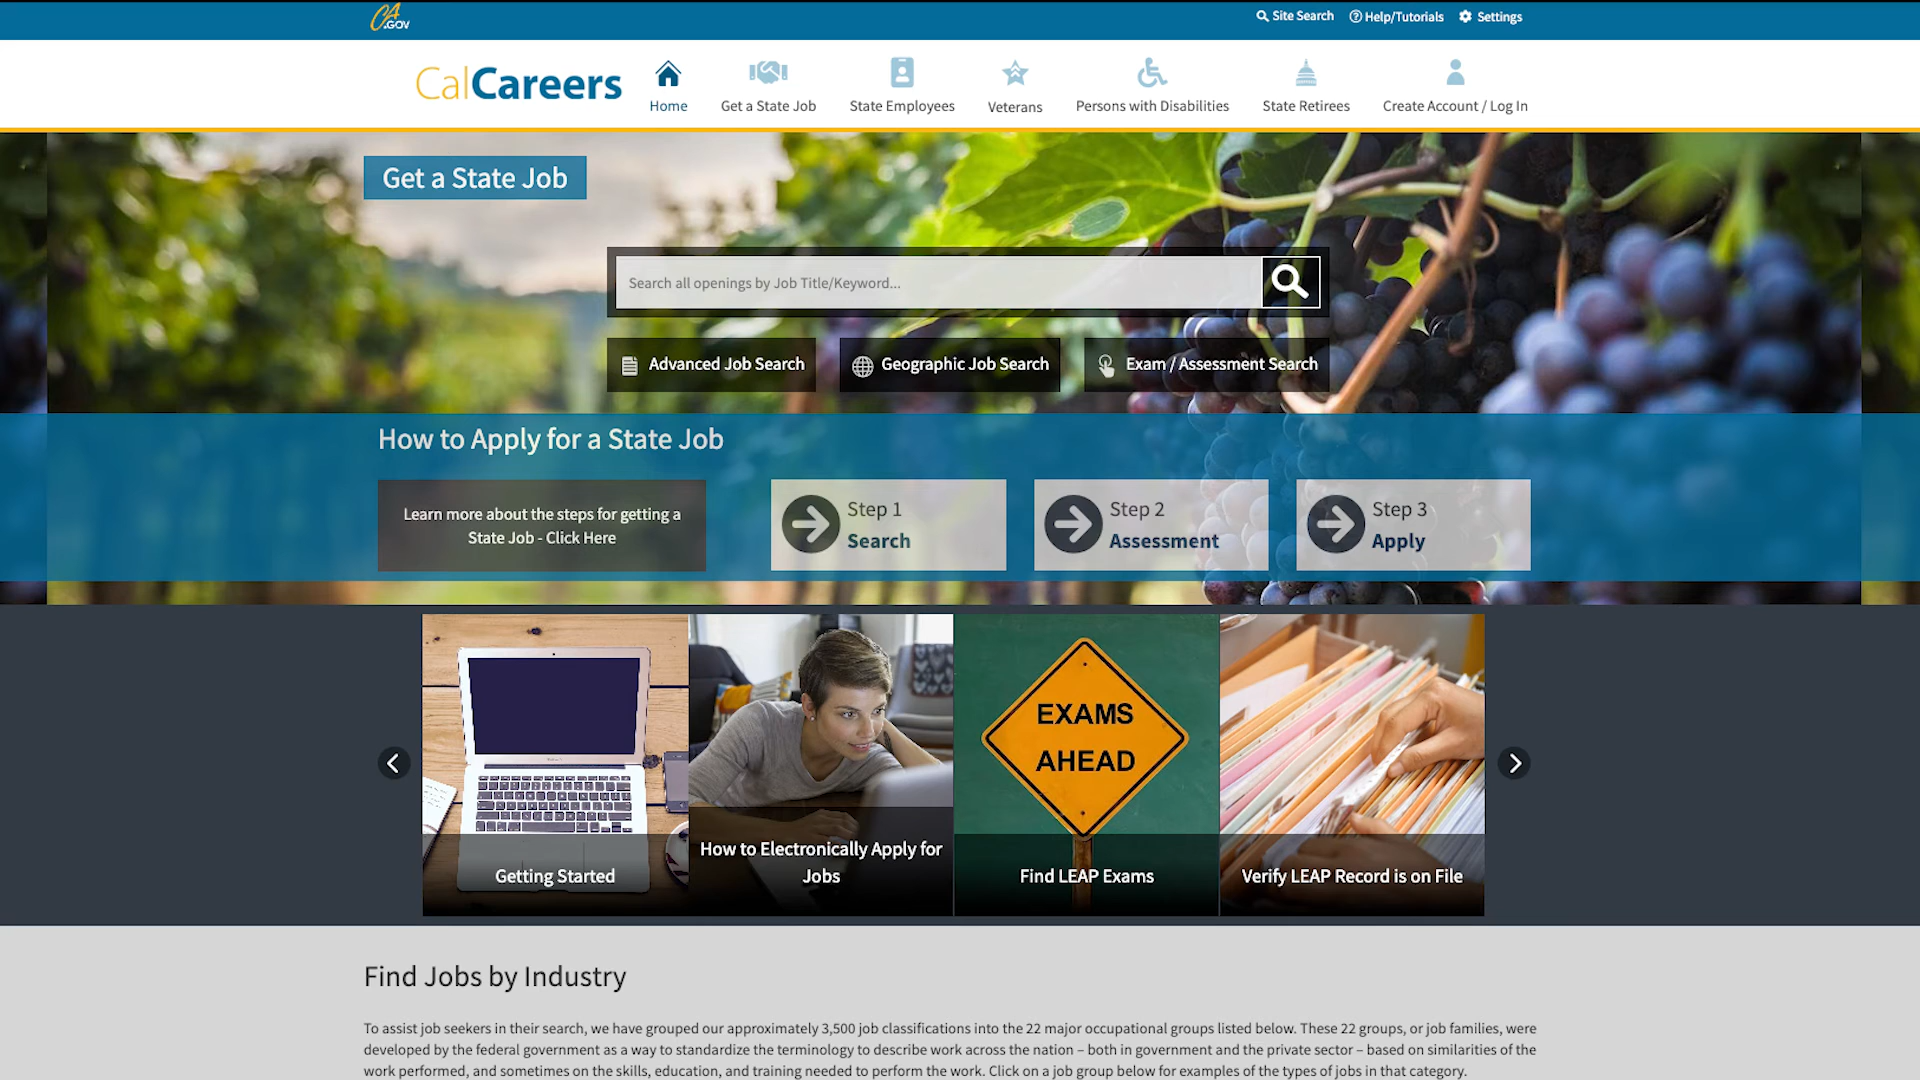 CA.GOV
Site Search
Help/Tutorials
Settings
CalCareers
Home
Get a State Job
State Employees
Veterans
Persons with Disabilities
State Retirees
Create Account / Log In
Get a State Job
Search all openings by Job Title/Keyword...
Advanced Job Search
Geographic Job Search
Exam / Assessment Search
How to Apply for a State Job
Learn more about the steps for getting a
State Job - Click Here
Step 1
Search
Step 2
Assessment
Step 3
Apply
EXAMS
AHEAD
Getting Started
How to Electronically Apply for
Jobs
Find LEAP Exams
Verify LEAP Record is on File
Find Jobs by Industry
To assist job seekers in their search, we have grouped our approximately 3,500 job classifications into the 22 major occupational groups listed below. These 22 groups, or job families, were
developed by the federal government as a way to standardize the terminology to describe work across the nation – both in government and the private sector – based on similarities of the
work performed, and sometimes on the skills, education, and training needed to perform the work. Click on a job group below for examples of the types of jobs in that category.